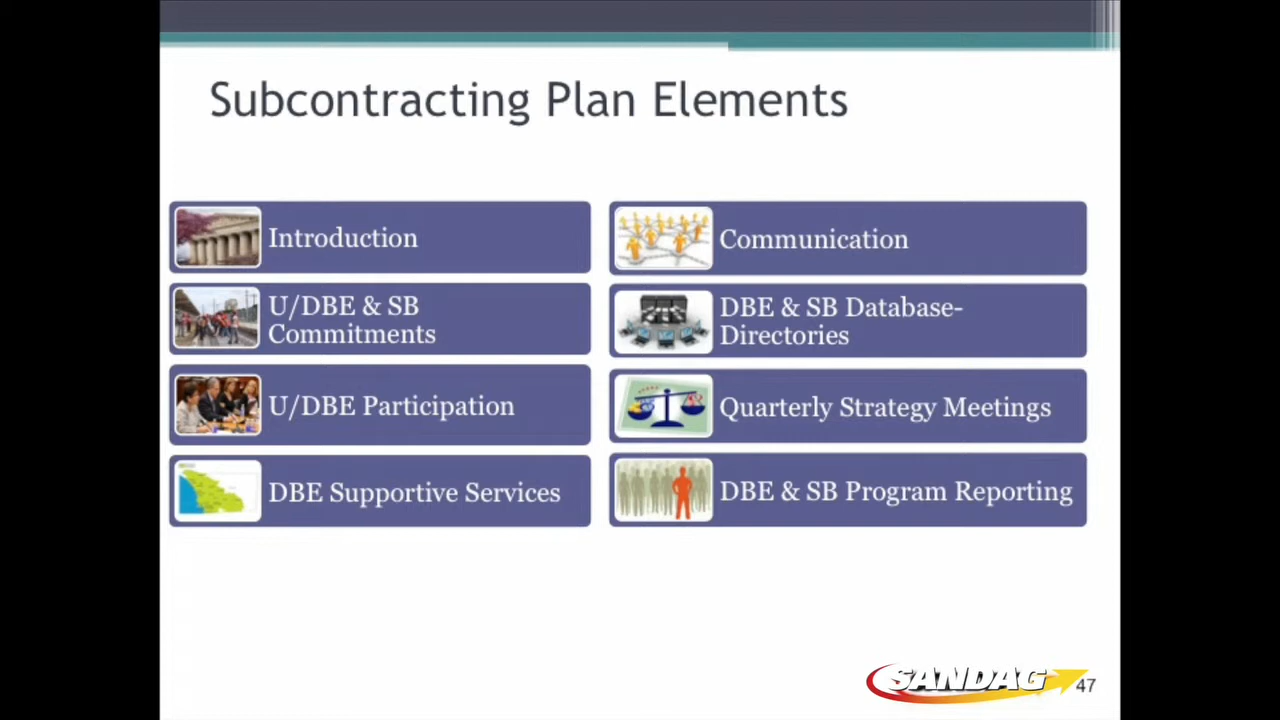 Subcontracting Plan Elements
Introduction
U/DBE & SB
Commitments
U/DBE Participation
DBE Supportive Services
Communication
DBE & SB Database-
Directories
Quarterly Strategy Meetings
DBE & SB Program Reporting
SANDAG
47